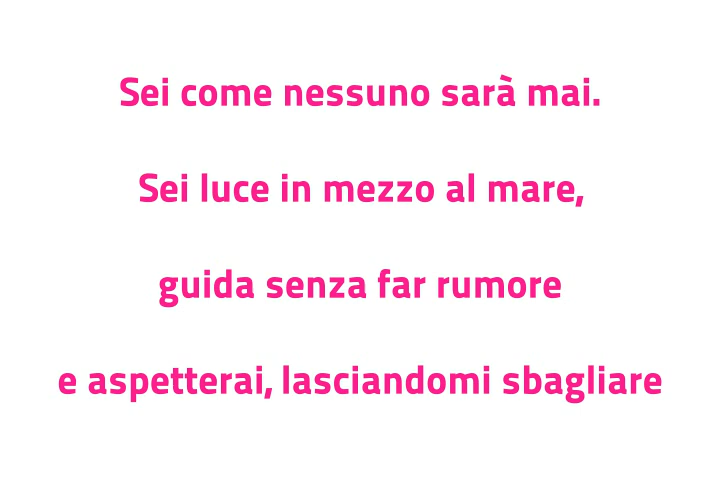 Sei come nessuno sarà mai.
Sei luce in mezzo al mare,
guida senza far rumore
e aspetterai, lasciandomi sbagliare